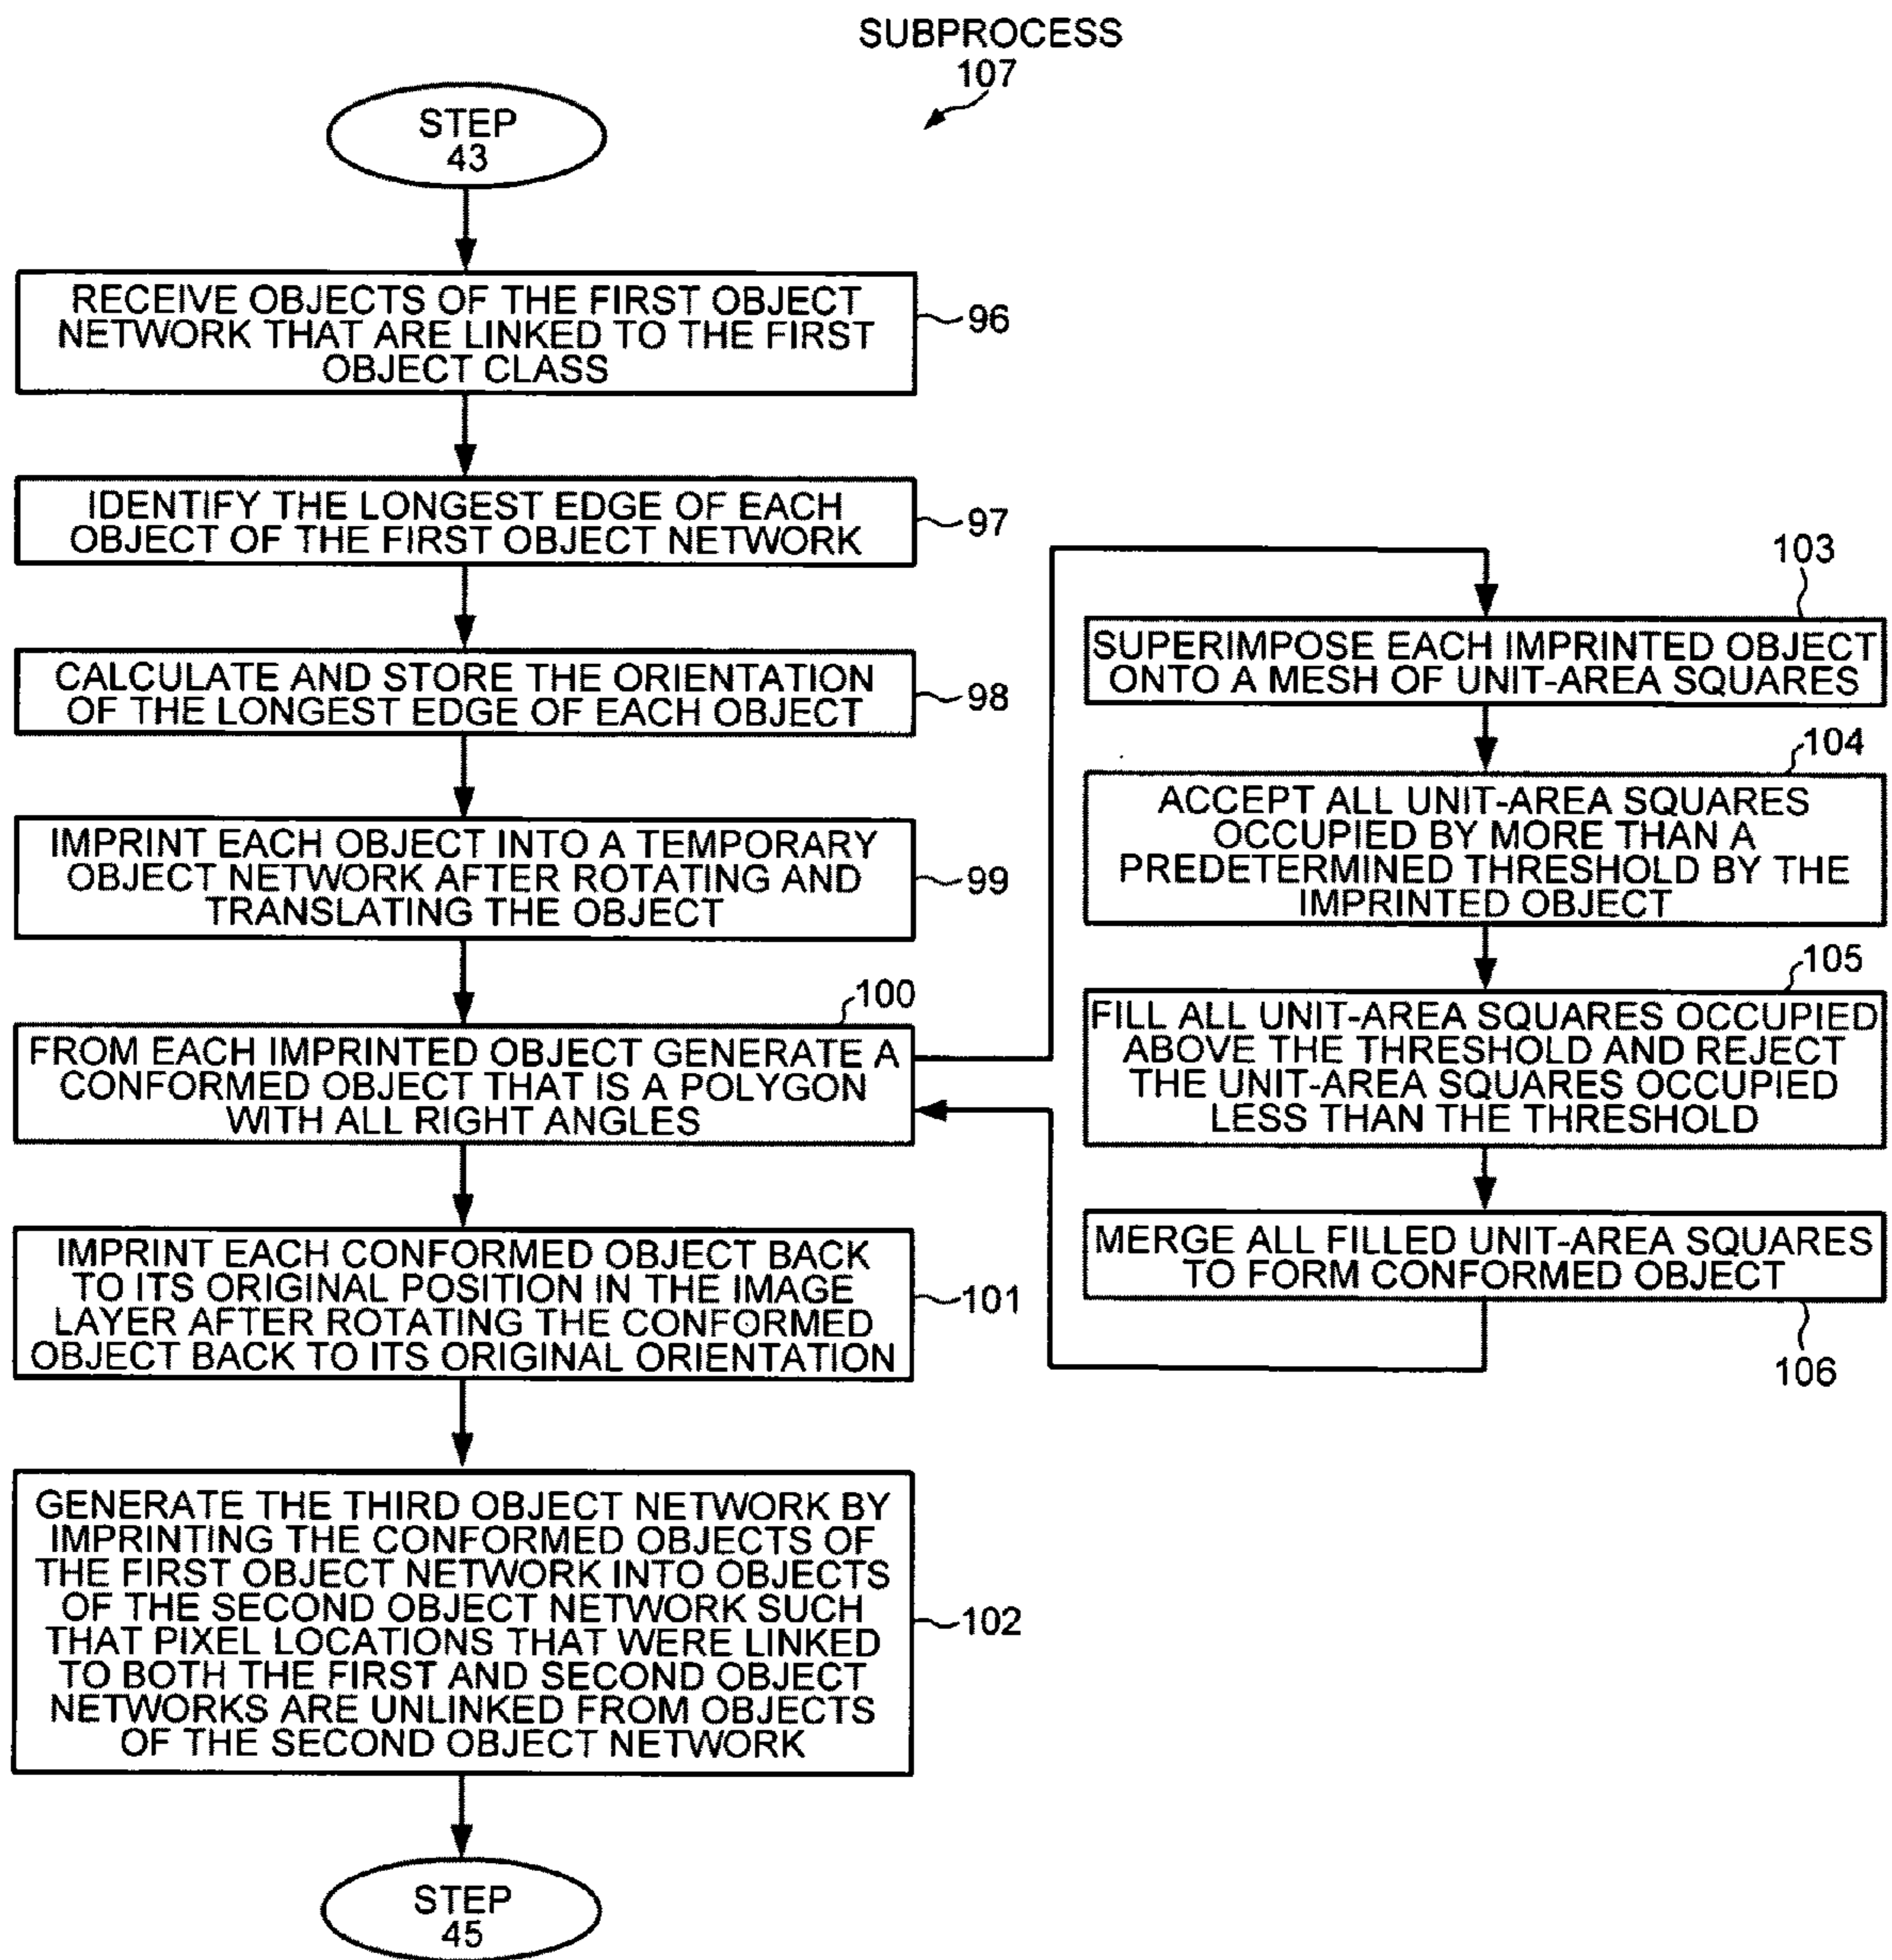 SUBPROCESS
107
STEP
43
RECEIVE OBJECTS OF THE FIRST OBJECT
NETWORK THAT ARE LINKED TO THE FIRST
OBJECT CLASS
96
IDENTIFY THE LONGEST EDGE OF EACH
OBJECT OF THE FIRST OBJECT NETWORK
97
CALCULATE AND STORE THE ORIENTATION
OF THE LONGEST EDGE OF EACH OBJECT
98
IMPRINT EACH OBJECT INTO A TEMPORARY
OBJECT NETWORK AFTER ROTATING AND
TRANSLATING THE OBJECT
99
100
FROM EACH IMPRINTED OBJECT GENERATE A
CONFORMED OBJECT THAT IS A POLYGON
WITH ALL RIGHT ANGLES
103
SUPERIMPOSE EACH IMPRINTED OBJECT
ONTO A MESH OF UNIT-AREA SQUARES
104
ACCEPT ALL UNIT-AREA SQUARES
OCCUPIED BY MORE THAN A
PREDETERMINED THRESHOLD BY THE
IMPRINTED OBJECT
105
FILL ALL UNIT-AREA SQUARES OCCUPIED
ABOVE THE THRESHOLD AND REJECT
THE UNIT-AREA SQUARES OCCUPIED
LESS THAN THE THRESHOLD
MERGE ALL FILLED UNIT-AREA SQUARES
TO FORM CONFORMED OBJECT
106
IMPRINT EACH CONFORMED OBJECT BACK
TO ITS ORIGINAL POSITION IN THE IMAGE
LAYER AFTER ROTATING THE CONFORMED
OBJECT BACK TO ITS ORIGINAL ORIENTATION
101
GENERATE THE THIRD OBJECT NETWORK BY
IMPRINTING THE CONFORMED OBJECTS OF
THE FIRST OBJECT NETWORK INTO OBJECTS
OF THE SECOND OBJECT NETWORK SUCH
THAT PIXEL LOCATIONS THAT WERE LINKED
TO BOTH THE FIRST AND SECOND OBJECT
NETWORKS ARE UNLINKED FROM OBJECTS
OF THE SECOND OBJECT NETWORK
102
STEP
45